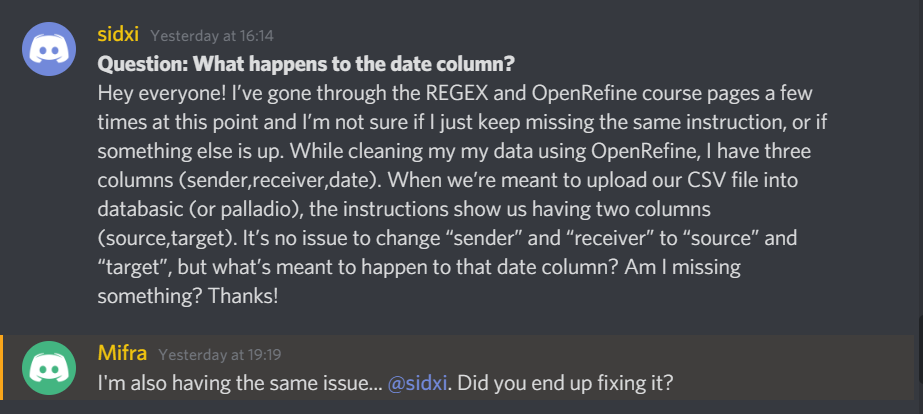 sidxi Yesterday at 16:14
Question: What happens to the date column?
Hey everyone! I’ve gone through the REGEX and OpenRefine course pages a few
times at this point and I’m not sure if I just keep missing the same instruction, or if
something else is up. While cleaning my my data using OpenRefine, I have three
columns (sender,receiver,date). When we’re meant to upload our CSV file into
databasic (or palladio), the instructions show us having two columns
(source,target). It’s no issue to change “sender” and “receiver” to “source” and
“target”, but what’s meant to happen to that date column? Am I missing
something? Thanks!
Mifra Yesterday at 19:19
I'm also having the same issue... @sidxi. Did you end up fixing it?